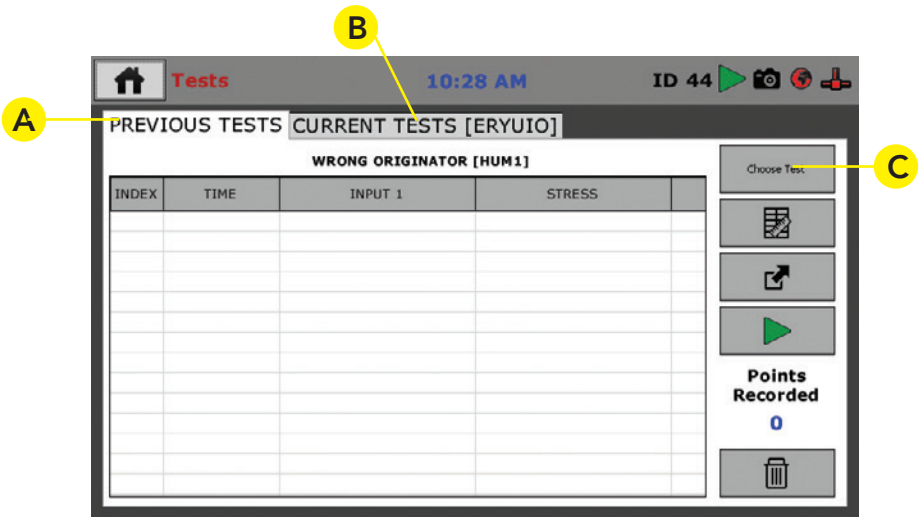 B
Tests 10:28 AM ID 44
A
PREVIOUS TESTS CURRENT TESTS [ERYUIO]
WRONG ORIGINATOR [HUM1]
Choose Test
C
INDEX TIME INPUT 1 STRESS
Points
Recorded
0